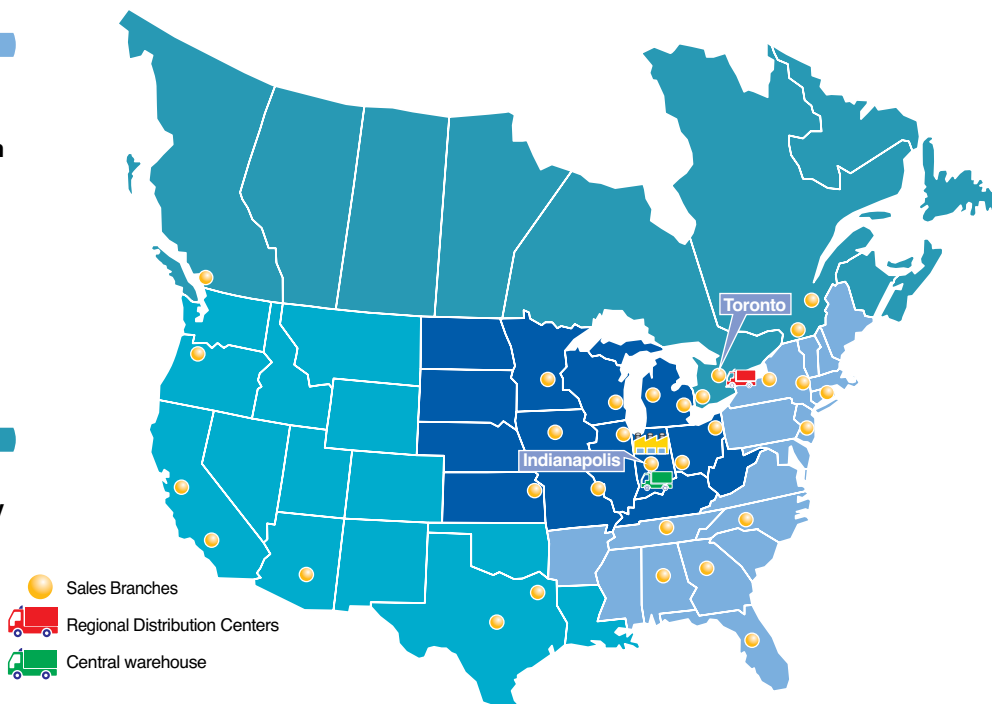 Toronto
Indianapolis
Sales Branches
Regional Distribution Centers
Central warehouse